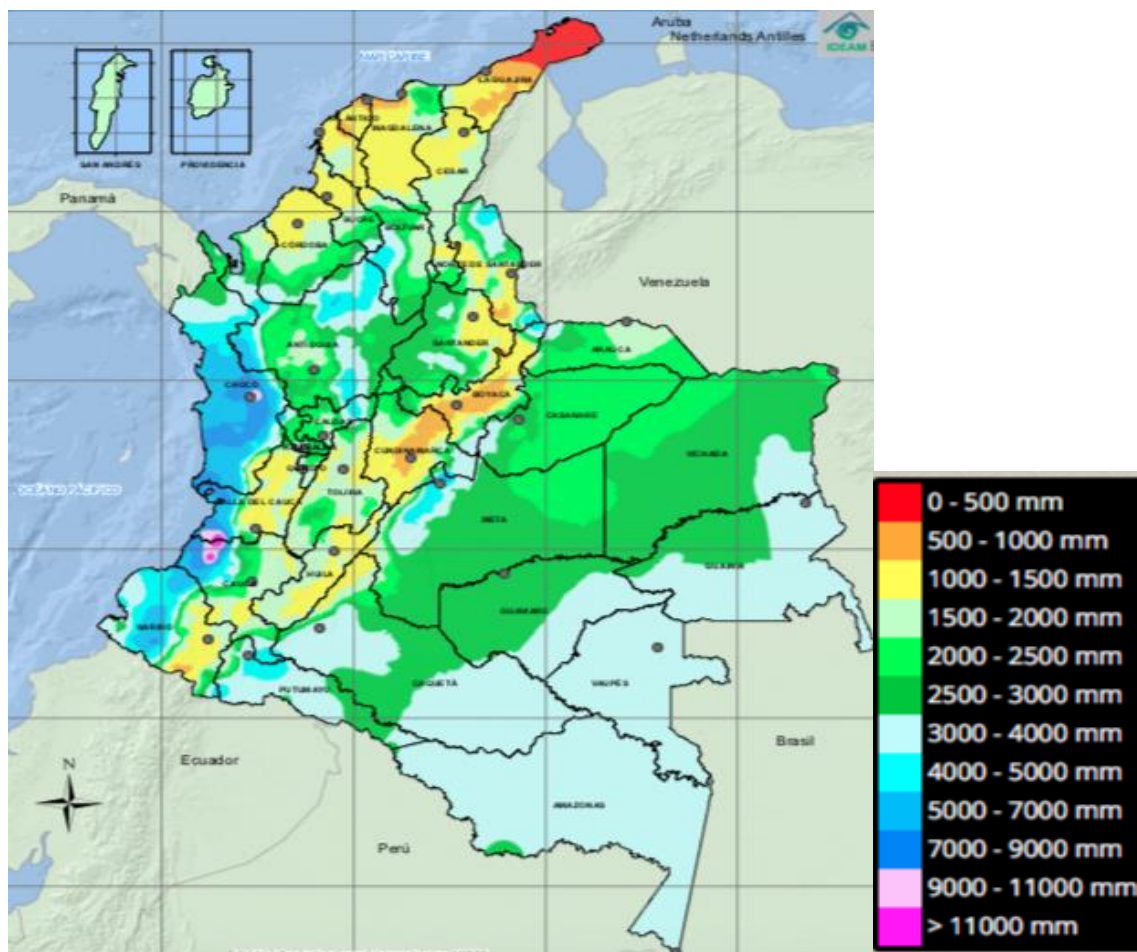 Aruba
Netherlands Antilles
IDEAM
MAR CARIBE
LA GUAJIRA
MAGDALENA
SAN ANDRÉS
PROVIDENCIA
CESAR
Panamá
SUCRE
BOLÍVAR
CÓRDOBA
NORTE DE SANTANDER
Venezuela
ANTIOQUIA
SANTANDER
ARAUCA
CHOCÓ
BOYACÁ
CASANARE
CALDAS
CUNDINAMARCA
VICHADA
OCÉANO PACÍFICO
TOLIMA
VALLE DEL CAUCA
META
HUILA
GUAINÍA
CAUCA
GUAVIARE
NARIÑO
PUTUMAYO
CAQUETÁ
VAUPÉS
Ecuador
Brasil
N
AMAZONAS
Perú
0 - 500 mm
500 - 1000 mm
1000 - 1500 mm
1500 - 2000 mm
2000 - 2500 mm
2500 - 3000 mm
3000 - 4000 mm
4000 - 5000 mm
5000 - 7000 mm
7000 - 9000 mm
9000 - 11000 mm
> 11000 mm